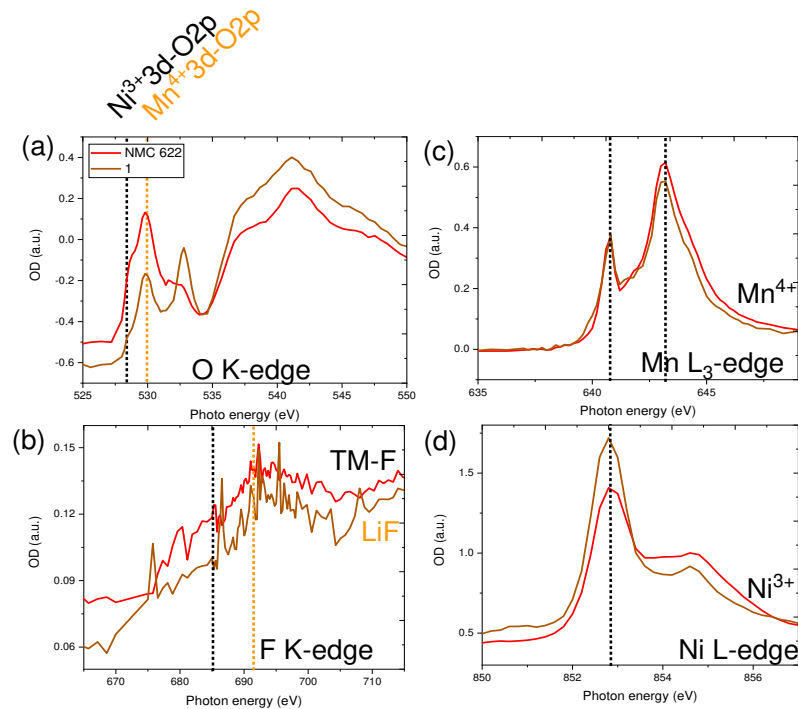 Ni3+3d-O2p
Mn4+3d-O2p
(a)
NMC 622
1
0.4
0.2
0.0
-0.2
-0.4
-0.6
OD (a.u.)
O K-edge
525 530 535 540 545 550
Photo energy (eV)
(c)
0.6
0.4
0.2
0.0
OD (a.u.)
Mn4+
Mn L3-edge
635 640 645
Photon energy (eV)
(b)
0.15
0.12
0.09
0.06
OD (a.u.)
TM-F
LiF
F K-edge
670 680 690 700 710
Photon energy (eV)
(d)
1.5
1.0
0.5
OD (a.u.)
Ni3+
Ni L-edge
850 852 854 856
Photon energy (eV)